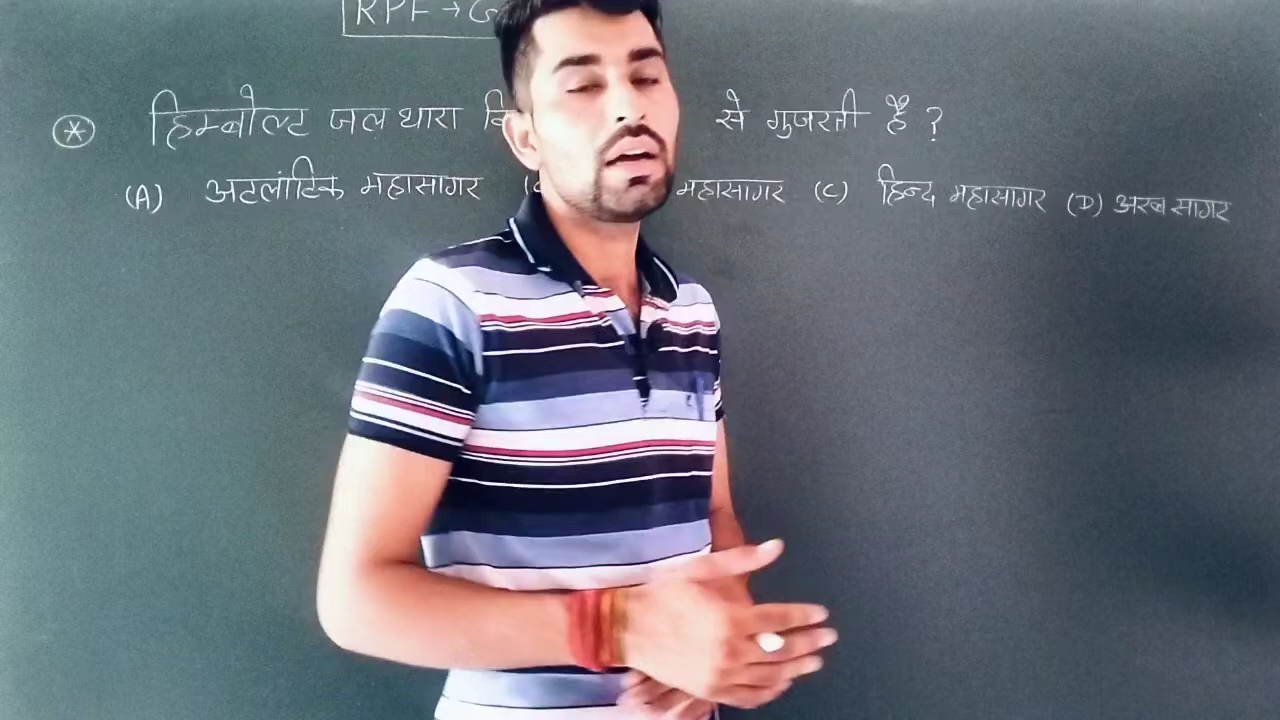 RPF → G
* हिम्बोल्ट जल धारा से गुजरती है ?
(A) अटलांटिक महासागर महासागर (C) हिन्द महासागर (D) अरब सागर